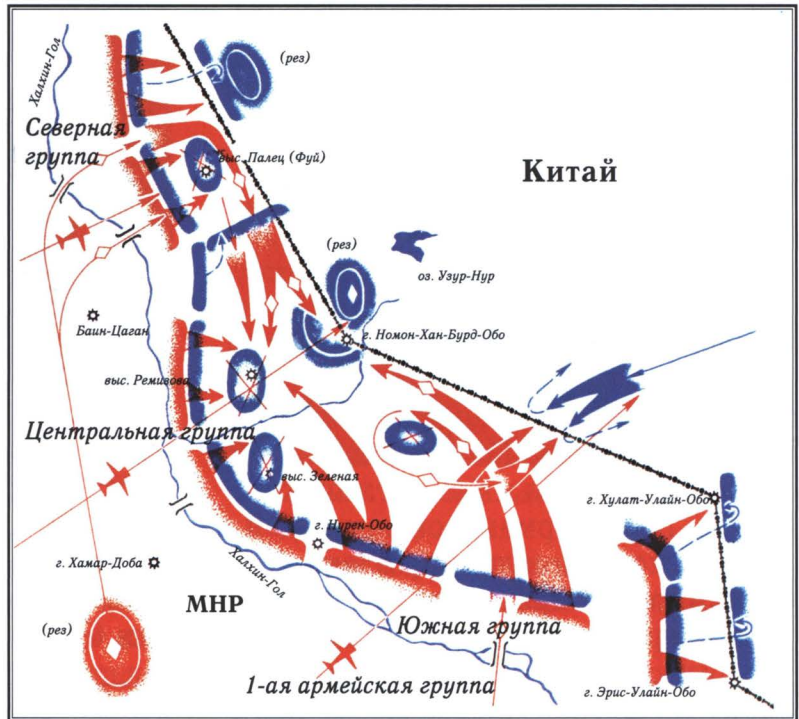 Халхин-Гол
(рез)
Северная
группа
выс. Палец (Фуй)
Китай
(рез)
оз. Узур-Нур
Баин-Цаган
г. Номон-Хан-Бурд-Обо
выс. Ремизова
Центральная группа
выс. Зеленая
г. Хулат-Улайн-Обо
г. Нурен-Обо
Халхин-Гол
г. Хамар-Доба
МНР
(рез)
Южная группа
1-ая армейская группа
г. Эрис-Улайн-Обо